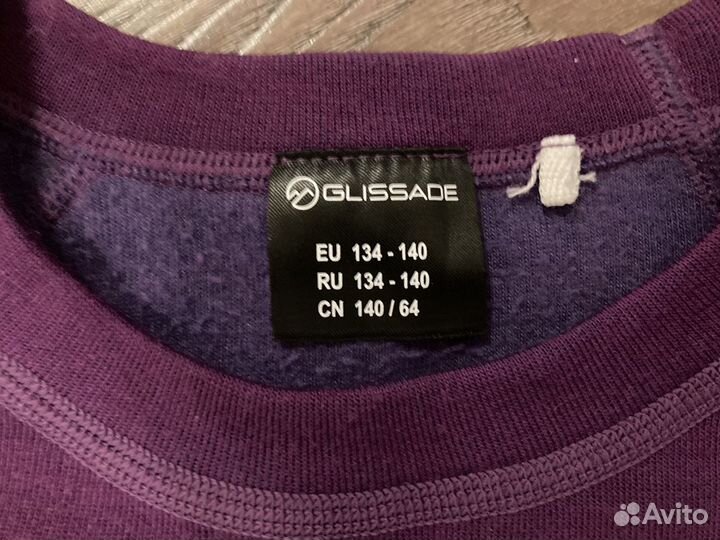 GLISSADE
EU 134 - 140
RU 134 - 140
CN 140 / 64
Avito